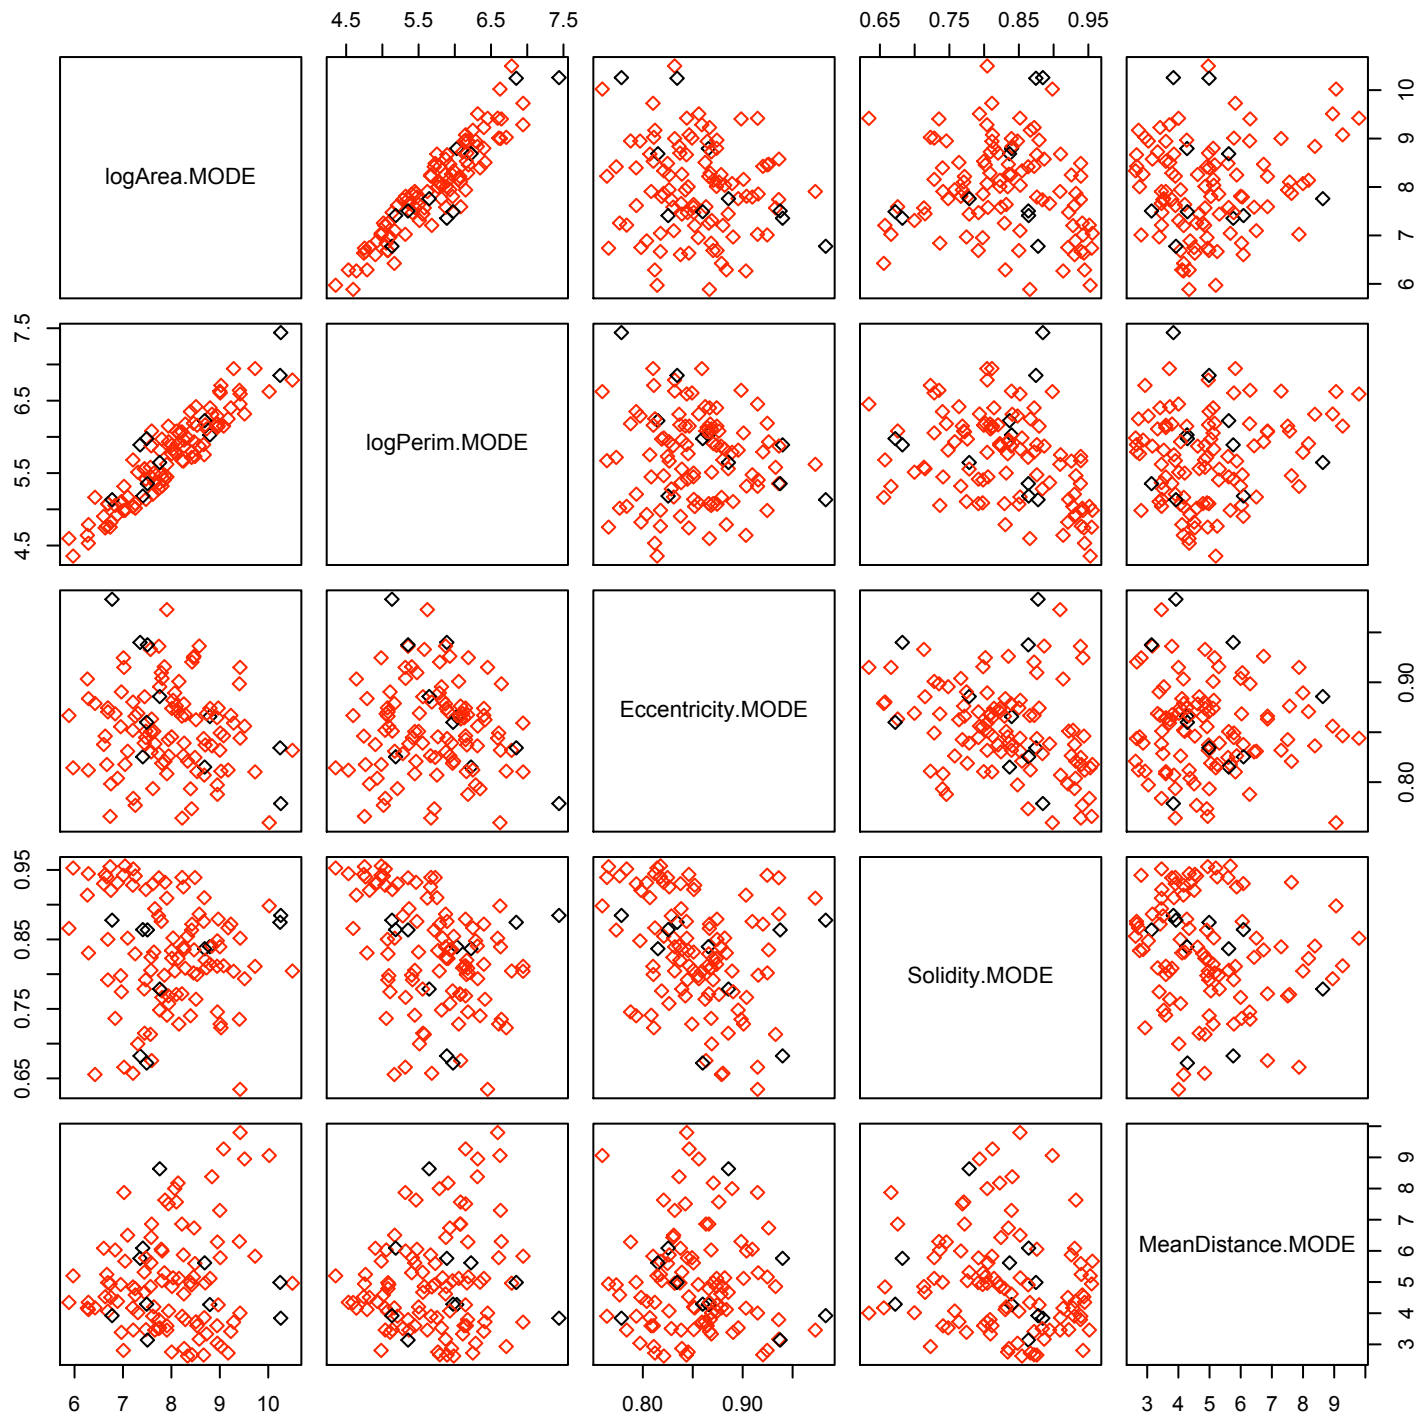 4.5 5.5 6.5 7.5
0.65 0.75 0.85 0.95
logArea.MODE
6 7 8 9 10
4.5 5.5 6.5 7.5
logPerim.MODE
Eccentricity.MODE
0.80 0.90
0.65 0.75 0.85 0.95
Solidity.MODE
MeanDistance.MODE
3 4 5 6 7 8 9
6 7 8 9 10
0.80 0.90
3 4 5 6 7 8 9